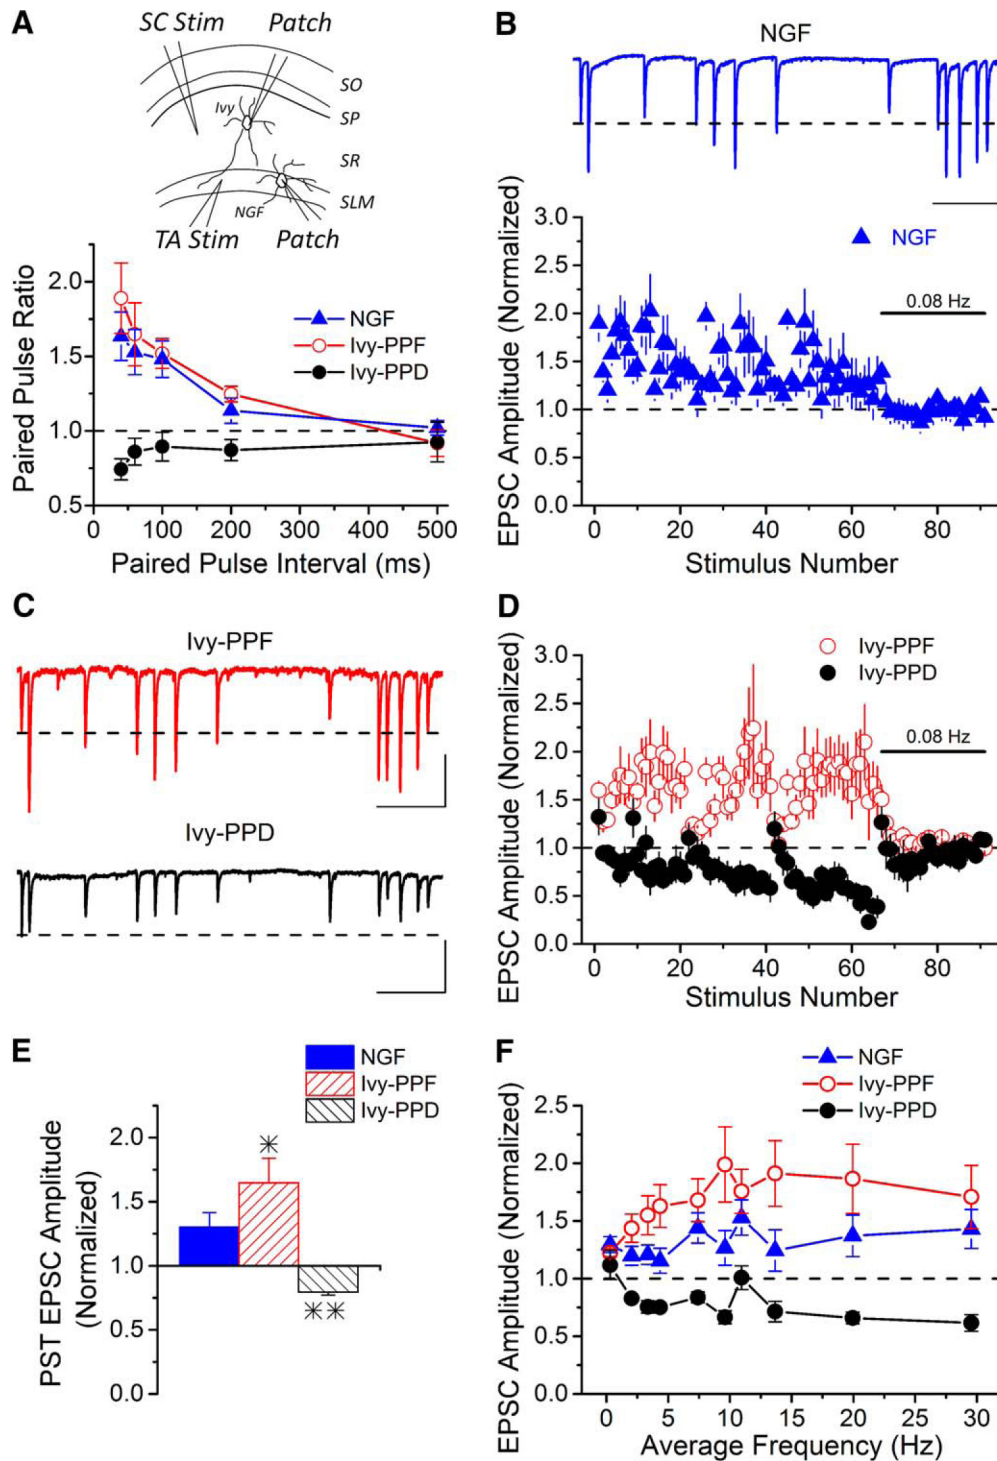 A
SC Stim Patch
SO
Ivy
SP
SR
SLM
NGF
TA Stim Patch
Paired Pulse Ratio
2.0
1.5
1.0
0.5
NGF
Ivy-PPF
Ivy-PPD
0 100 200 300 400 500
Paired Pulse Interval (ms)
B
NGF
EPSC Amplitude (Normalized)
3.0
2.5
2.0
1.5
1.0
0.5
0.0
NGF
0.08 Hz
0 20 40 60 80
Stimulus Number
C
Ivy-PPF
Ivy-PPD
D
EPSC Amplitude (Normalized)
3.0
2.5
2.0
1.5
1.0
0.5
0.0
Ivy-PPF
Ivy-PPD
0.08 Hz
0 20 40 60 80
Stimulus Number
E
NGF
Ivy-PPF
Ivy-PPD
PST EPSC Amplitude
(Normalized)
2.0
1.5
1.0
0.5
0.0
F
NGF
Ivy-PPF
Ivy-PPD
EPSC Amplitude (Normalized)
2.5
2.0
1.5
1.0
0.5
0.0
0 5 10 15 20 25 30
Average Frequency (Hz)